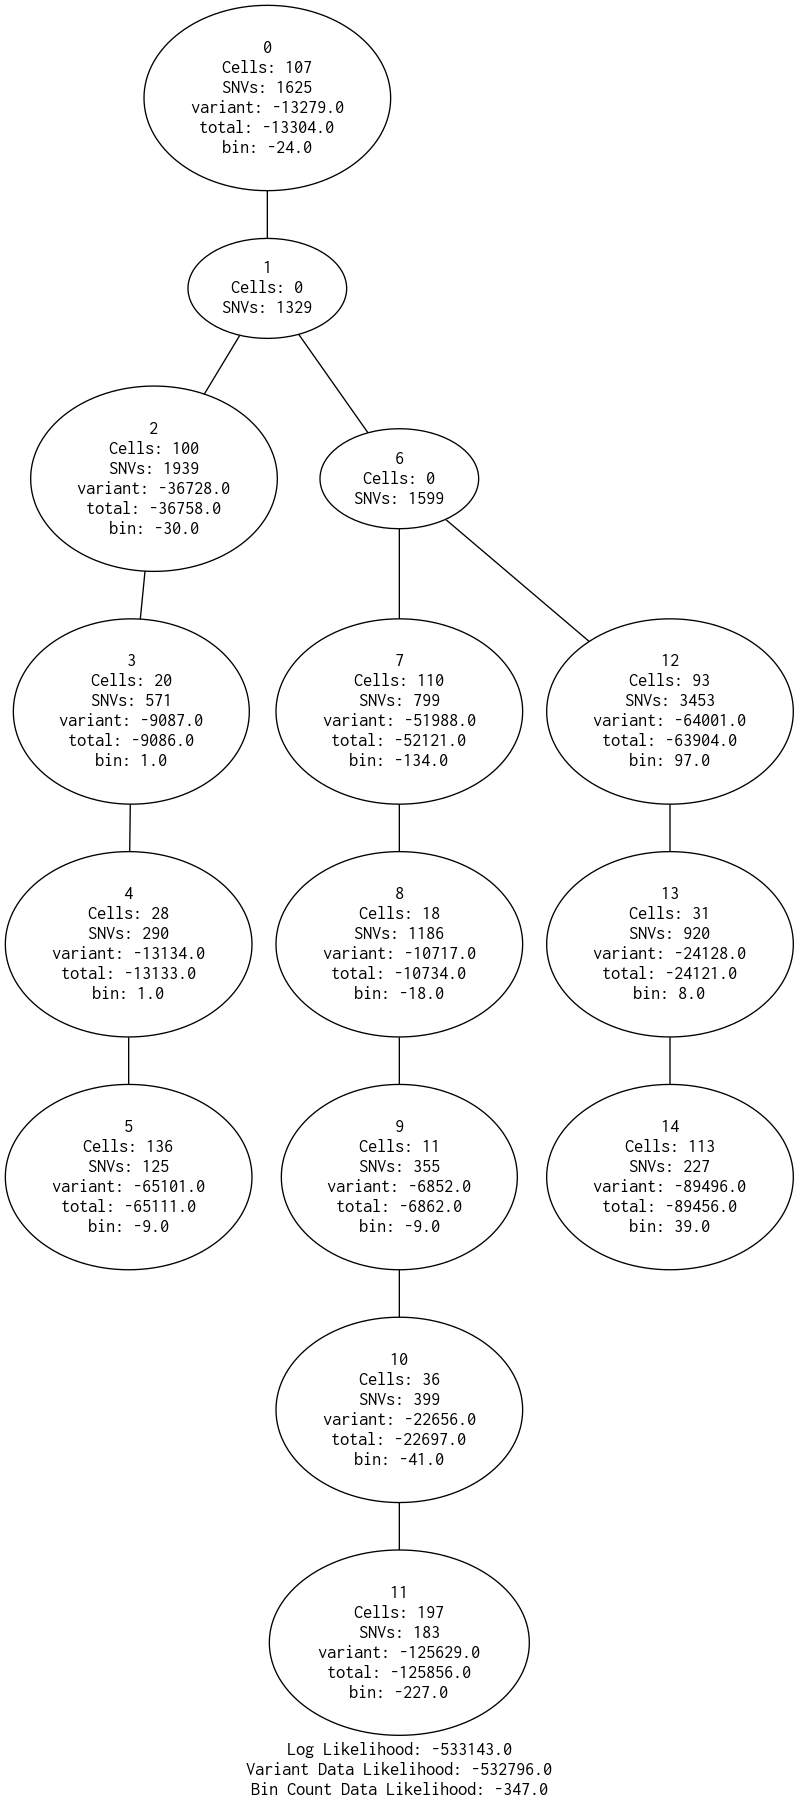 0
Cells: 107
SNVs: 1625
variant: -13279.0
total: -13304.0
bin: -24.0
1
Cells: 0
SNVs: 1329
2
Cells: 100
SNVs: 1939
variant: -36728.0
total: -36758.0
bin: -30.0
6
Cells: 0
SNVs: 1599
3
Cells: 20
SNVs: 571
variant: -9087.0
total: -9086.0
bin: 1.0
7
Cells: 110
SNVs: 799
variant: -51988.0
total: -52121.0
bin: -134.0
12
Cells: 93
SNVs: 3453
variant: -64001.0
total: -63904.0
bin: 97.0
4
Cells: 28
SNVs: 290
variant: -13134.0
total: -13133.0
bin: 1.0
8
Cells: 18
SNVs: 1186
variant: -10717.0
total: -10734.0
bin: -18.0
13
Cells: 31
SNVs: 920
variant: -24128.0
total: -24121.0
bin: 8.0
5
Cells: 136
SNVs: 125
variant: -65101.0
total: -65111.0
bin: -9.0
9
Cells: 11
SNVs: 355
variant: -6852.0
total: -6862.0
bin: -9.0
14
Cells: 113
SNVs: 227
variant: -89496.0
total: -89456.0
bin: 39.0
10
Cells: 36
SNVs: 399
variant: -22656.0
total: -22697.0
bin: -41.0
11
Cells: 197
SNVs: 183
variant: -125629.0
total: -125856.0
bin: -227.0
Log Likelihood: -533143.0
Variant Data Likelihood: -532796.0
Bin Count Data Likelihood: -347.0